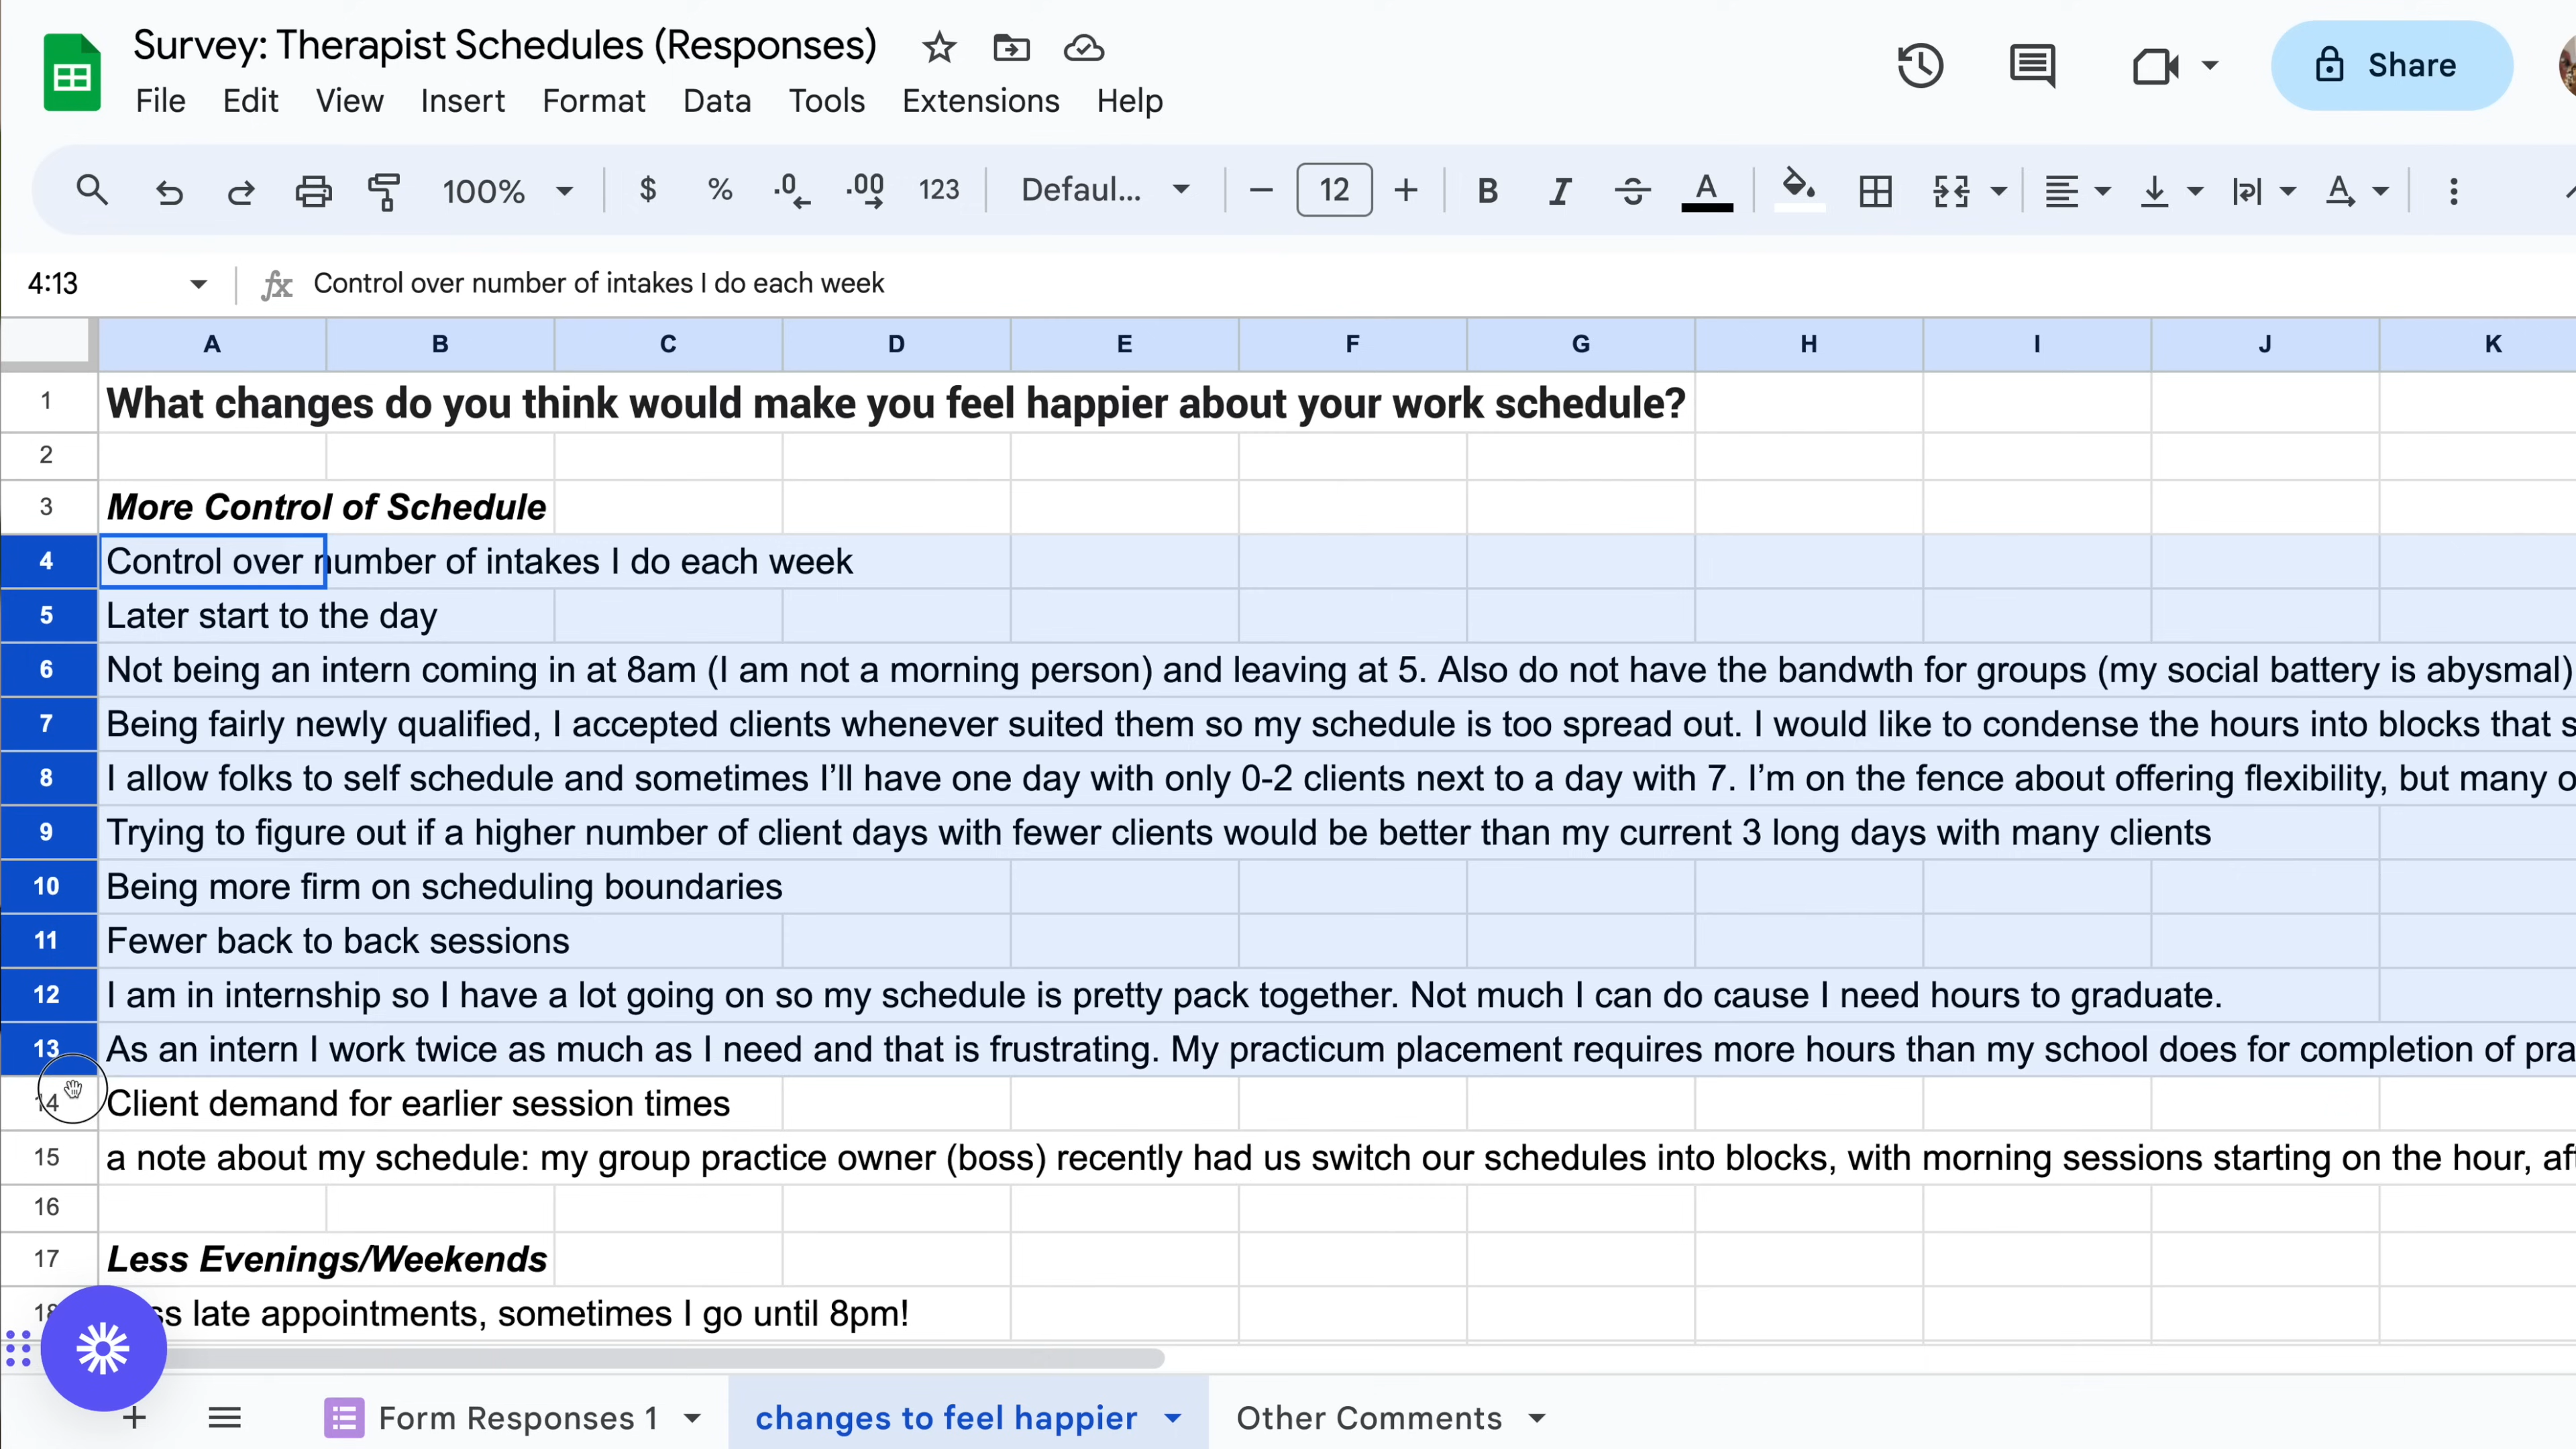 Survey: Therapist Schedules (Responses)
Share
File Edit View Insert Format Data Tools Extensions Help
100% $ % .0 .00 123 Defaul... 12 B I A A
4:13 fx Control over number of intakes I do each week
A B C D E F G H I J K
1 What changes do you think would make you feel happier about your work schedule?
2
3 More Control of Schedule
4 Control over number of intakes I do each week
5 Later start to the day
6 Not being an intern coming in at 8am (I am not a morning person) and leaving at 5. Also do not have the bandwth for groups (my social battery is abysmal)
7 Being fairly newly qualified, I accepted clients whenever suited them so my schedule is too spread out. I would like to condense the hours into blocks that s
8 I allow folks to self schedule and sometimes I’ll have one day with only 0-2 clients next to a day with 7. I’m on the fence about offering flexibility, but many o
9 Trying to figure out if a higher number of client days with fewer clients would be better than my current 3 long days with many clients
10 Being more firm on scheduling boundaries
11 Fewer back to back sessions
12 I am in internship so I have a lot going on so my schedule is pretty pack together. Not much I can do cause I need hours to graduate.
13 As an intern I work twice as much as I need and that is frustrating. My practicum placement requires more hours than my school does for completion of pra
14 Client demand for earlier session times
15 a note about my schedule: my group practice owner (boss) recently had us switch our schedules into blocks, with morning sessions starting on the hour, aft
16
17 Less Evenings/Weekends
18 late appointments, sometimes I go until 8pm!
Form Responses 1 changes to feel happier Other Comments